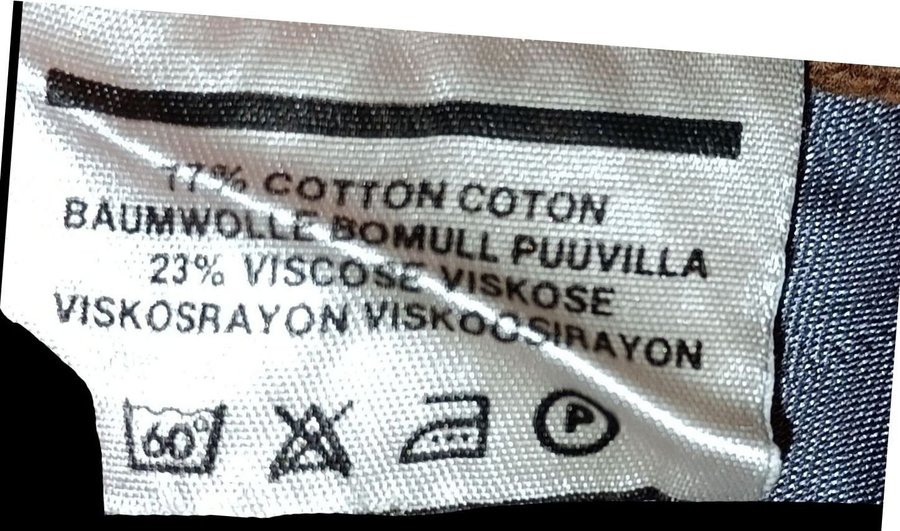 77% COTTON COTON
BAUMWOLLE BOMULL PUUVILLA
23% VISCOSE VISKOSE
VISKOSRAYON VISKOOSIRAYON
60°
P